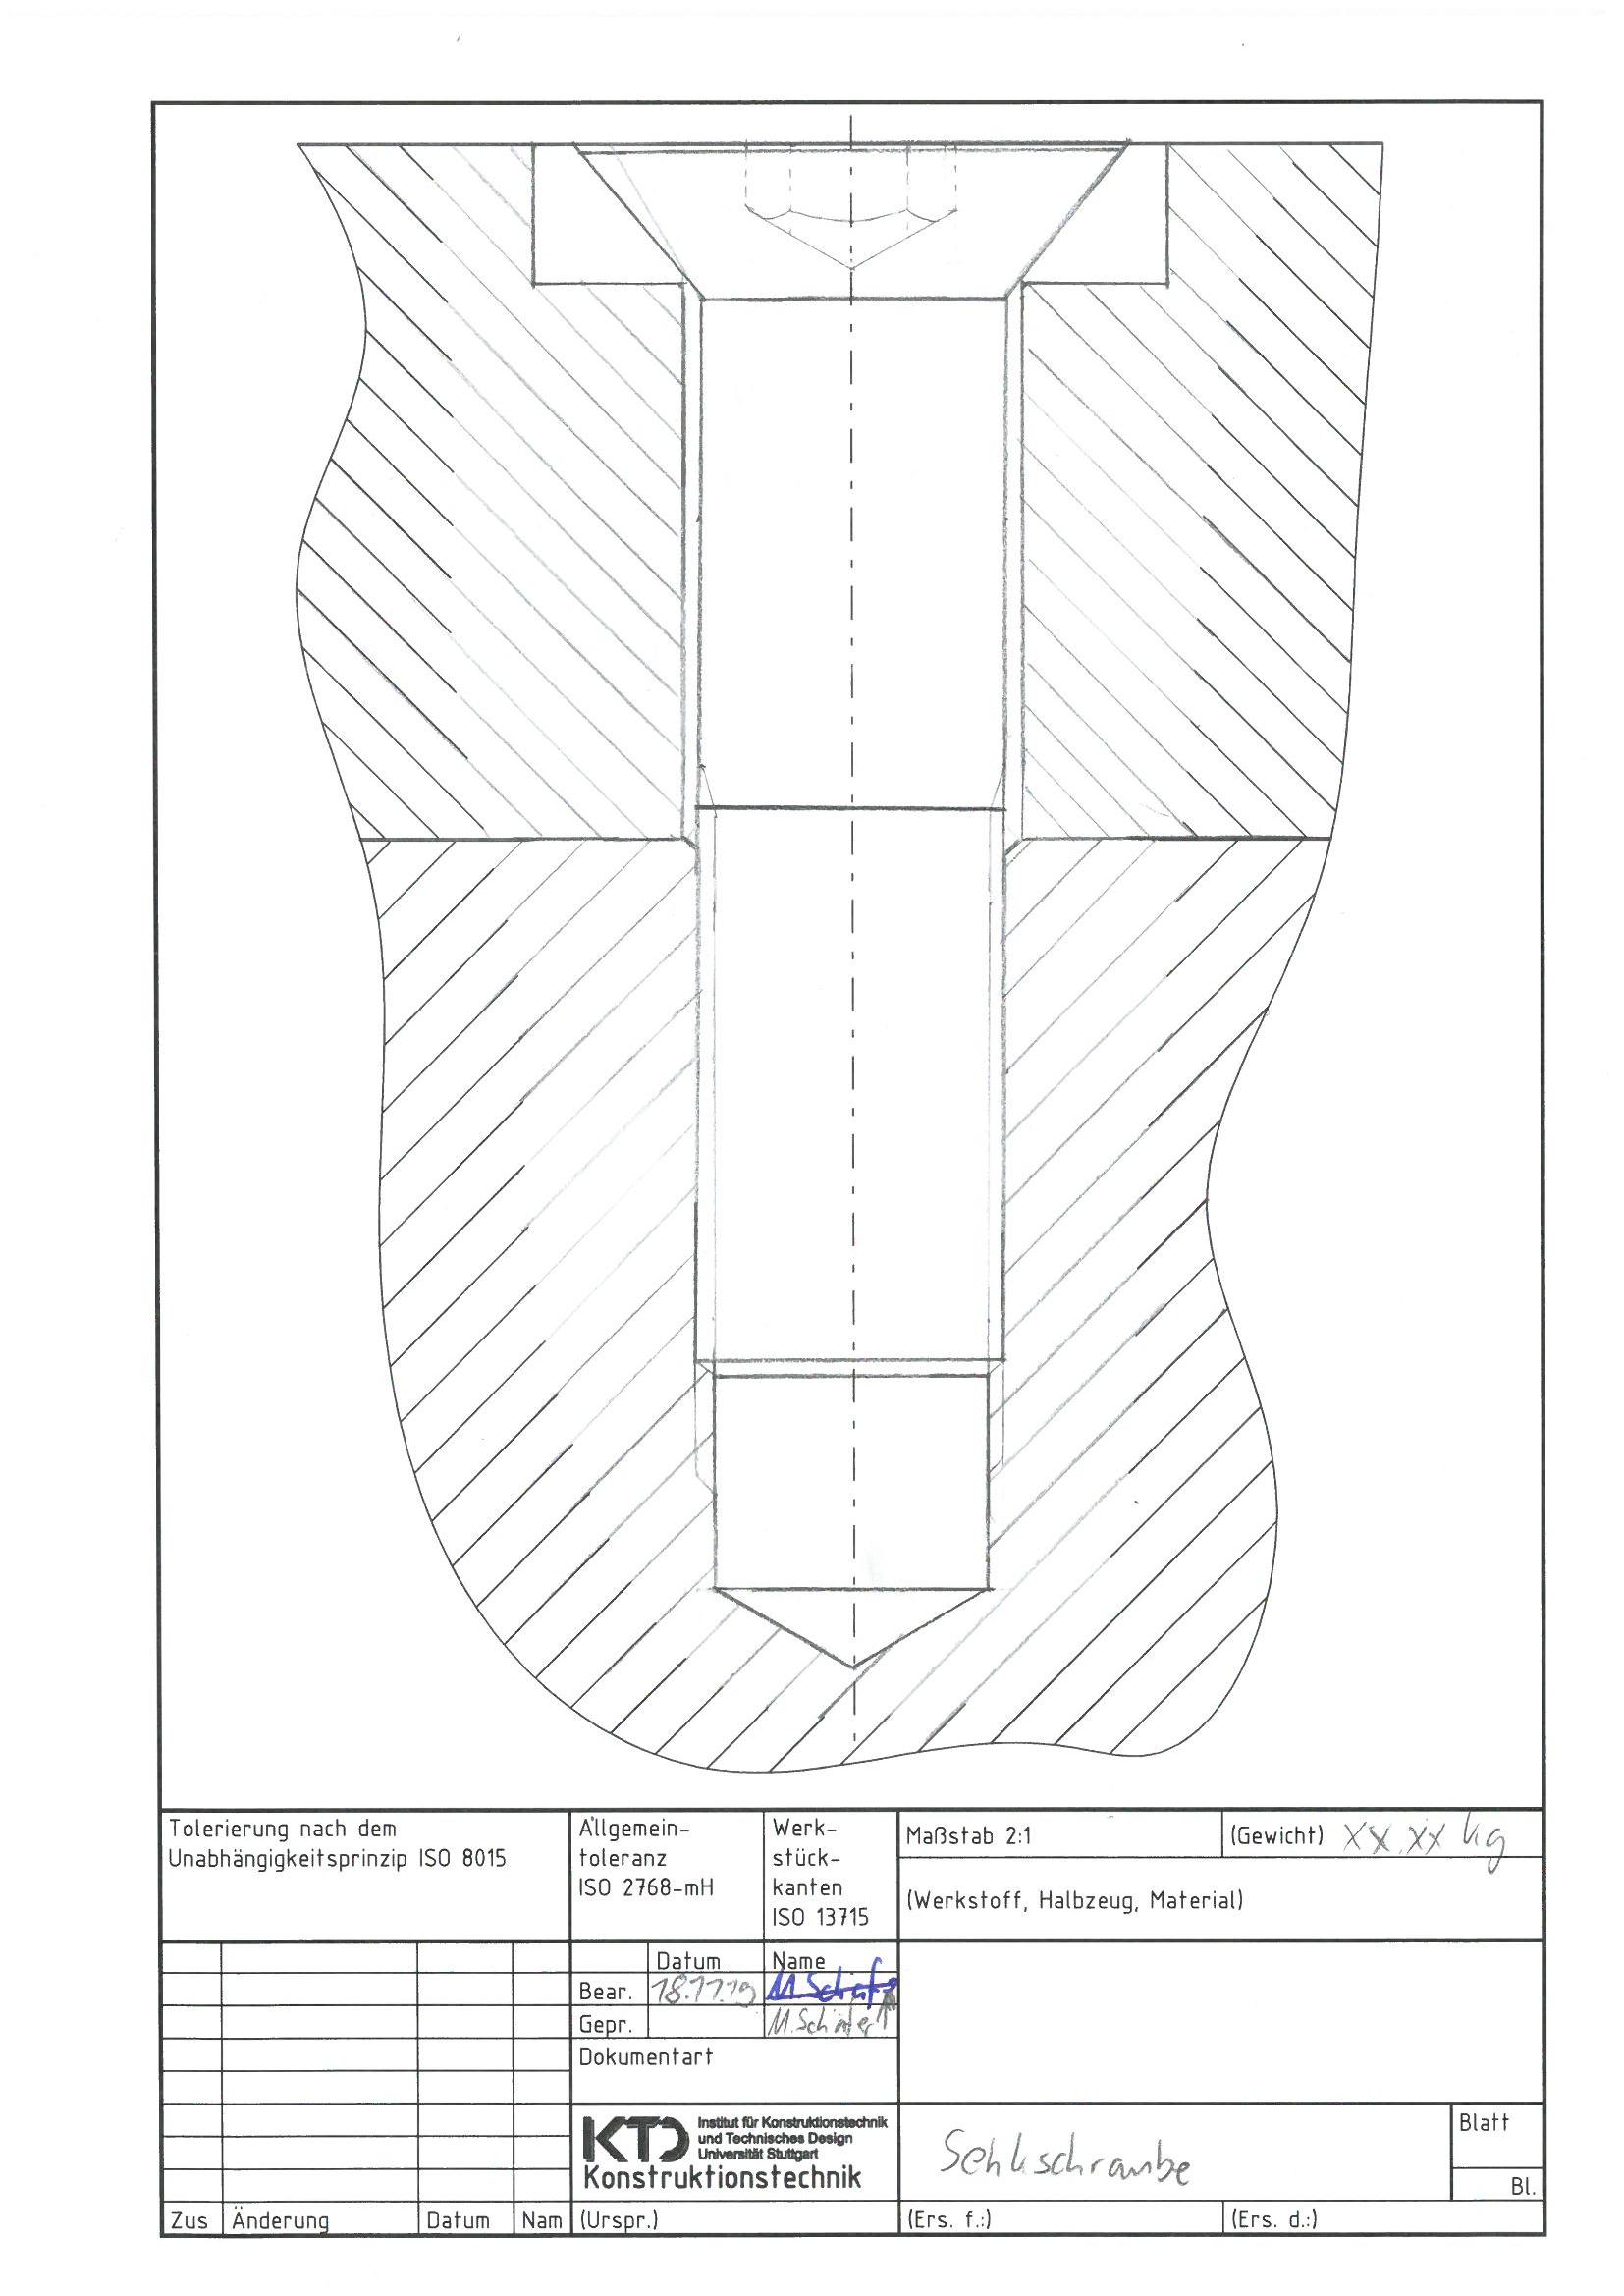 Tolerierung nach dem
Unabhängigkeitsprinzip ISO 8015
Allgemein-
toleranz
ISO 2768-mH
Werk-
stück-
kanten
ISO 13715
Maßstab 2:1
(Gewicht) XX.XX kg
(Werkstoff, Halbzeug, Material)
Datum Name
Bear. 18.11.19 M.Schäfer
Gepr. M.Schäfer
Dokumentart
KTD Institut für Konstruktionstechnik
und Technisches Design
Universität Stuttgart
Konstruktionstechnik
Senkschraube
Blatt
Bl.
Zus Änderung Datum Nam (Urspr.) (Ers. f.:) (Ers. d.:)